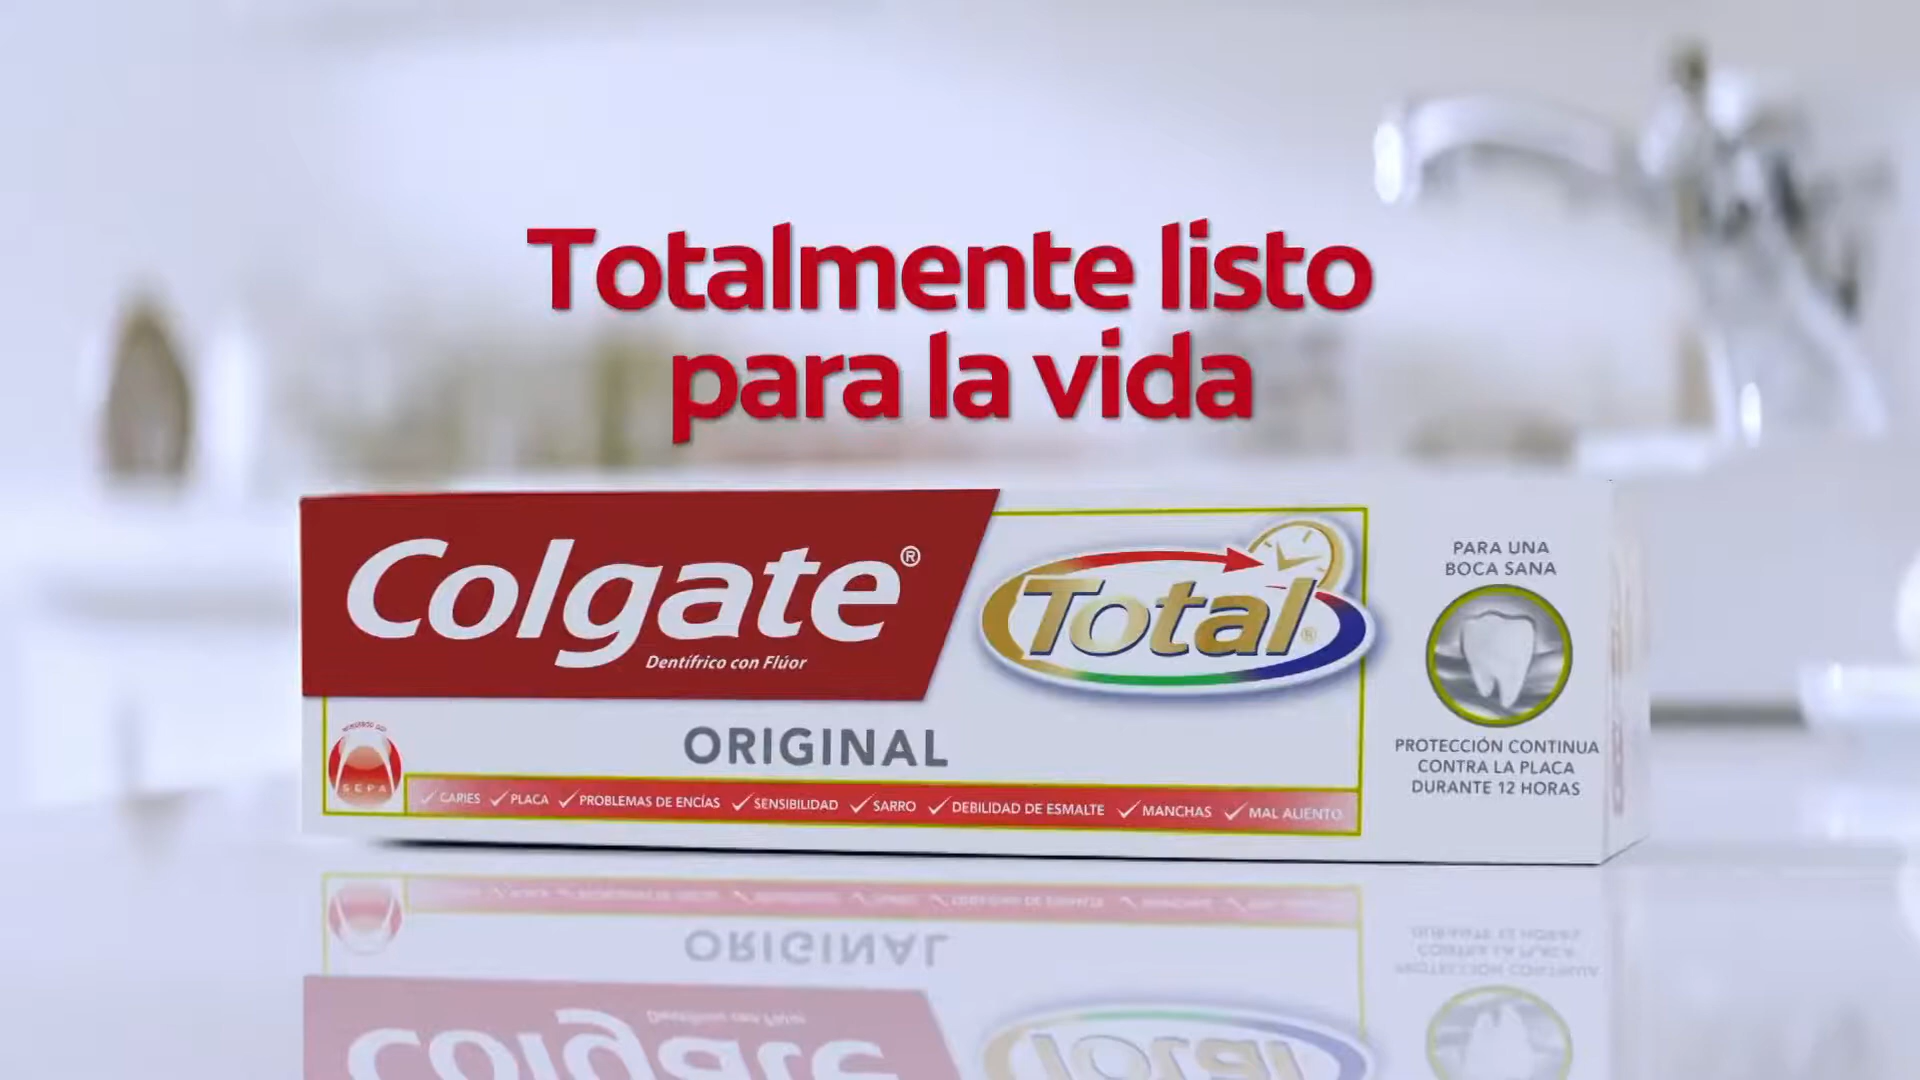 Totalmente listo
para la vida
Colgate®
Dentífrico con Flúor
Total®
ORIGINAL
SEPA
CARIES PLACA PROBLEMAS DE ENCÍAS SENSIBILIDAD SARRO DEBILIDAD DE ESMALTE MANCHAS MAL ALIENTO
PARA UNA
BOCA SANA
PROTECCIÓN CONTINUA
CONTRA LA PLACA
DURANTE 12 HORAS